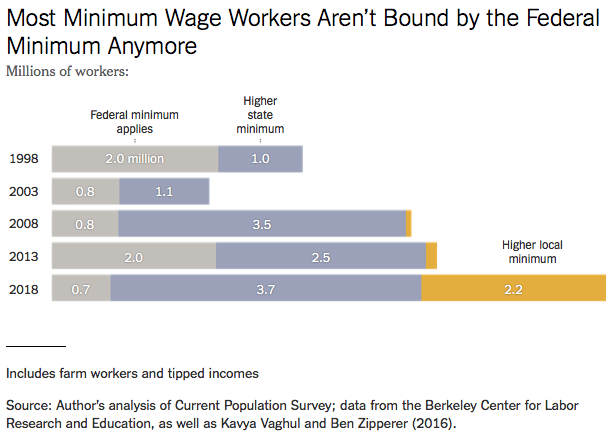 Most Minimum Wage Workers Aren’t Bound by the Federal
Minimum Anymore
Millions of workers:
Federal minimum
applies
Higher
state
minimum
1998 2.0 million 1.0
2003 0.8 1.1
2008 0.8 3.5
2013 2.0 2.5
Higher local
minimum
2018 0.7 3.7 2.2
Includes farm workers and tipped incomes
Source: Author’s analysis of Current Population Survey; data from the Berkeley Center for Labor
Research and Education, as well as Kavya Vaghul and Ben Zipperer (2016).